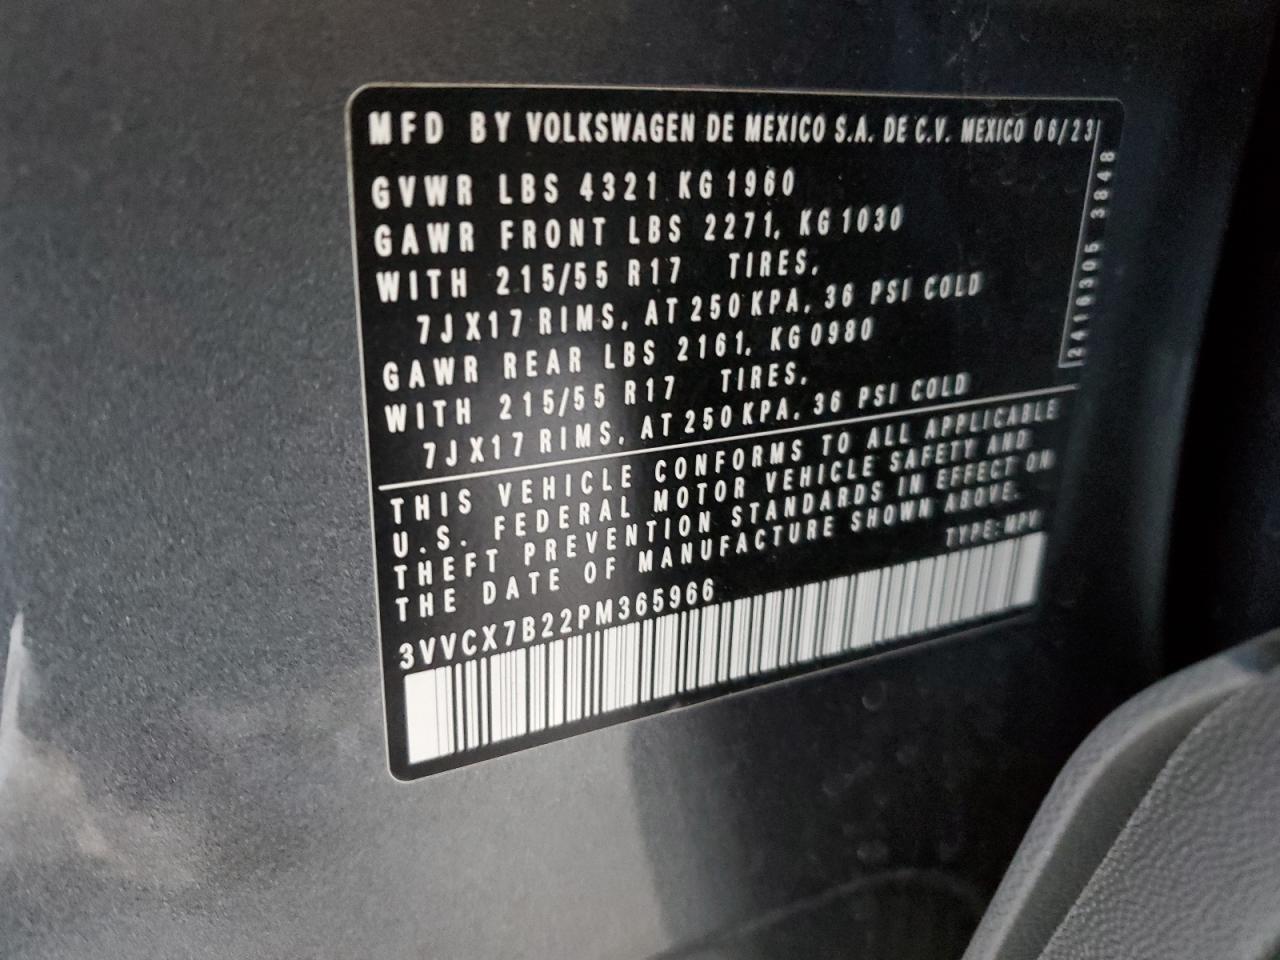 MFD BY VOLKSWAGEN DE MEXICO S.A. DE C.V. MEXICO 06/23
GVWR LBS 4321 KG 1960
GAWR FRONT LBS 2271, KG 1030
WITH 215/55 R17 TIRES,
7J X17 RIMS, AT 250 KPA, 36 PSI COLD
GAWR REAR LBS 2161, KG 0980
WITH 215/55 R17 TIRES,
7J X17 RIMS, AT 250 KPA, 36 PSI COLD
THIS VEHICLE CONFORMS TO ALL APPLICABLE
U.S. FEDERAL MOTOR VEHICLE SAFETY AND
THEFT PREVENTION STANDARDS IN EFFECT ON
THE DATE OF MANUFACTURE SHOWN ABOVE.
TYPE: MPV
3VVCX7B22PM365966
2416305 3848